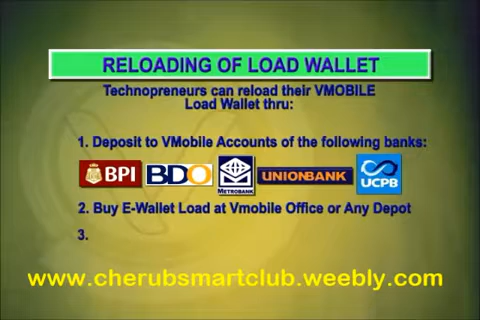 RELOADING OF LOAD WALLET
Technopreneurs can reload their VMOBILE
Load Wallet thru:
1. Deposit to VMobile Accounts of the following banks:
BPI BDO METROBANK UNIONBANK UCPB
2. Buy E-Wallet Load at Vmobile Office or Any Depot
3.
www.cherubsmartclub.weebly.com